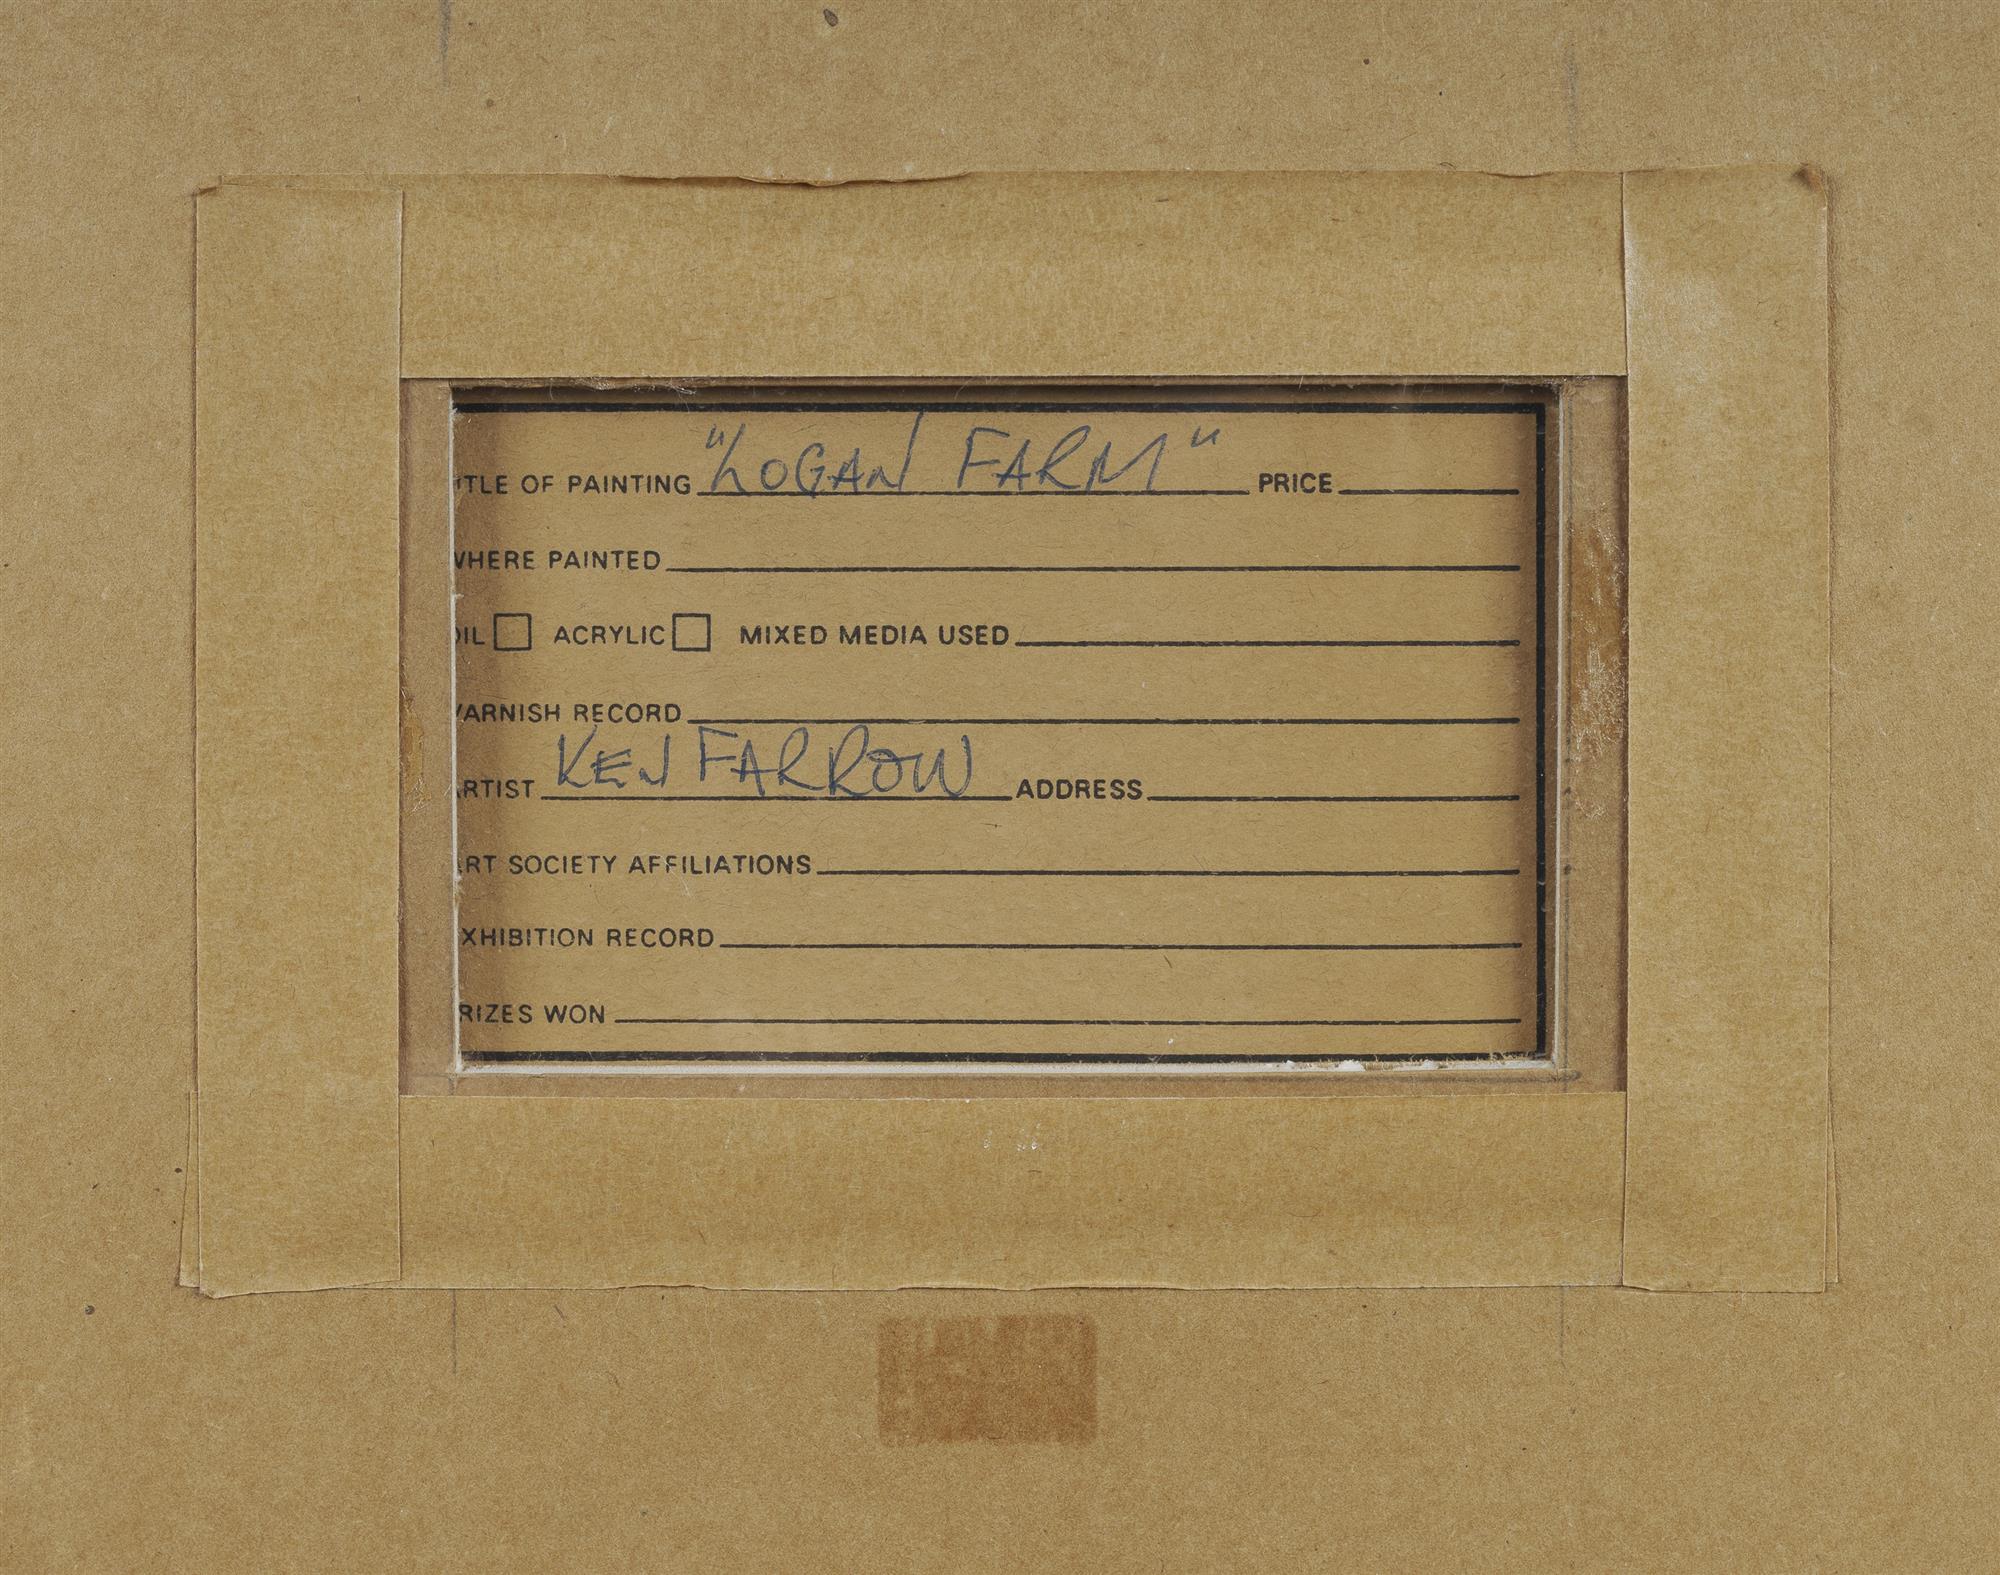 ITLE OF PAINTING "LOGAN FARM" PRICE
WHERE PAINTED
OIL ACRYLIC MIXED MEDIA USED
VARNISH RECORD
ARTIST KEN FARROW ADDRESS
ART SOCIETY AFFILIATIONS
XHIBITION RECORD
RIZES WON